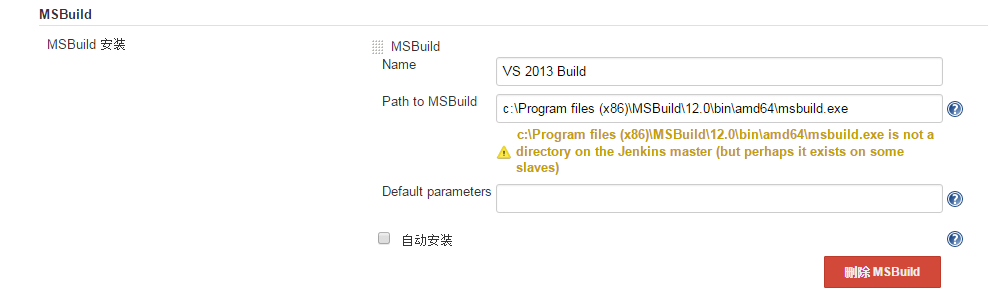 MSBuild
MSBuild 安装
MSBuild
Name
VS 2013 Build
Path to MSBuild
c:\Program files (x86)\MSBuild\12.0\bin\amd64\msbuild.exe
c:\Program files (x86)\MSBuild\12.0\bin\amd64\msbuild.exe is not a
directory on the Jenkins master (but perhaps it exists on some
slaves)
Default parameters
自动安装
删除 MSBuild